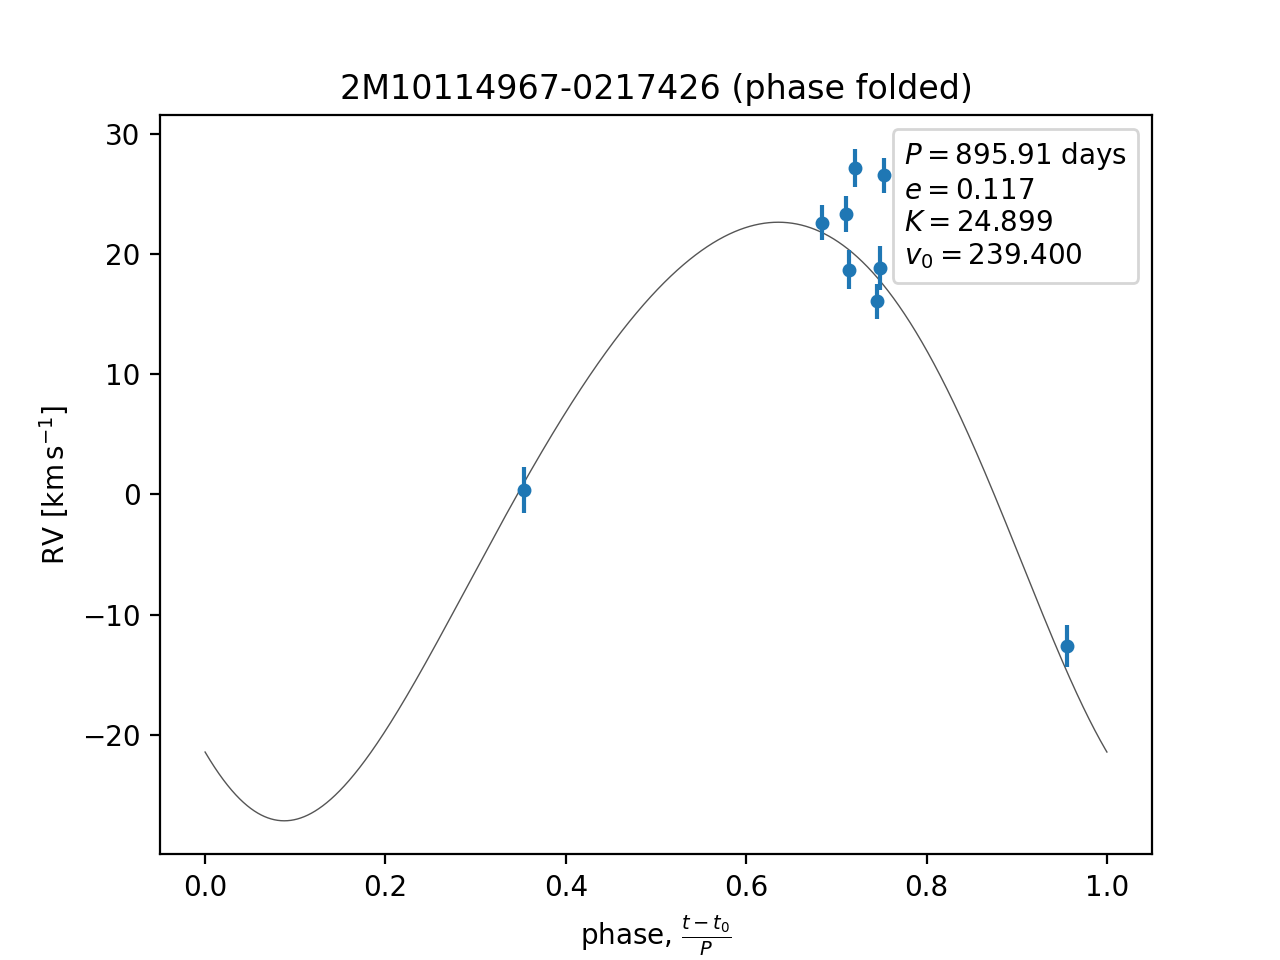 2M10114967-0217426 (phase folded)
P = 895.91 days
e = 0.117
K = 24.899
v₀ = 239.400
30
20
10
0
−10
−20
RV [km s⁻¹]
0.0 0.2 0.4 0.6 0.8 1.0
phase, (t − t₀)/P